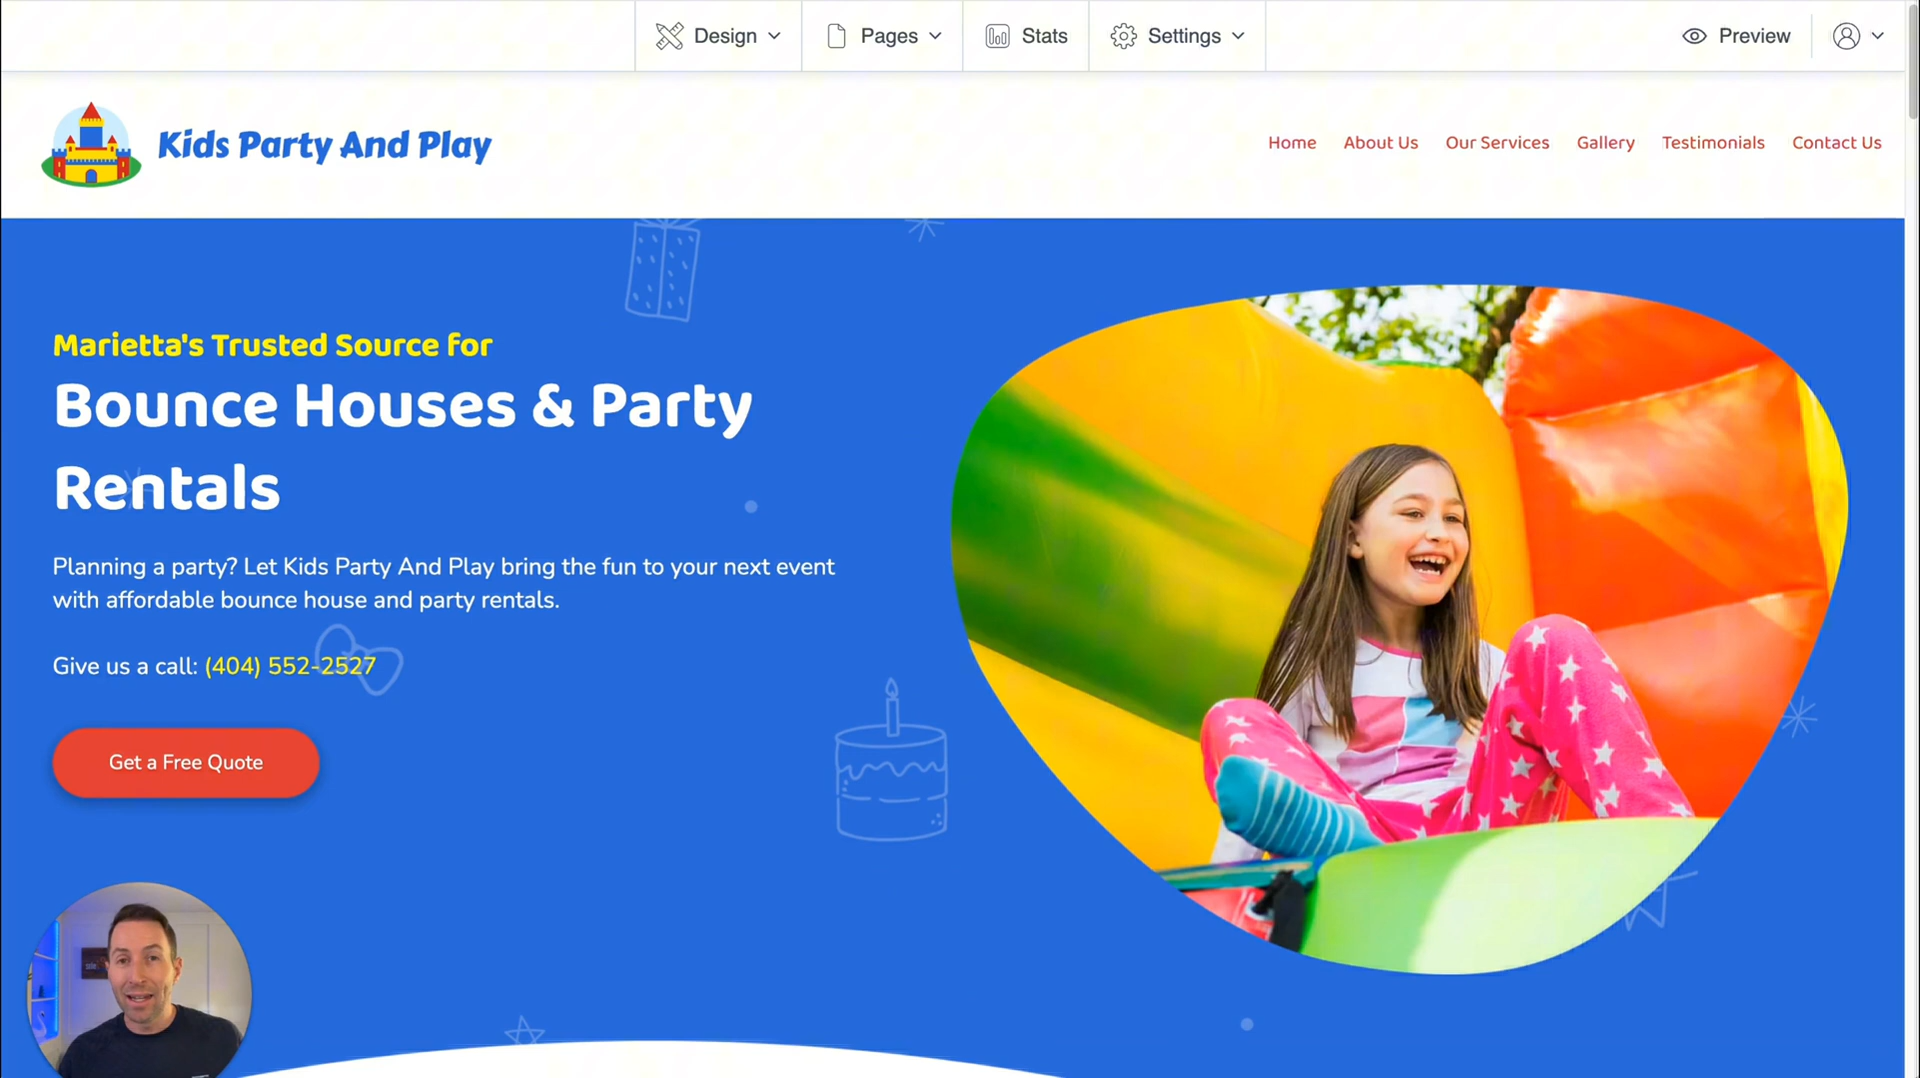 Design
Pages
Stats
Settings
Preview
Kids Party And Play
Home
About Us
Our Services
Gallery
Testimonials
Contact Us
Marietta's Trusted Source for
Bounce Houses & Party
Rentals
Planning a party? Let Kids Party And Play bring the fun to your next event
with affordable bounce house and party rentals.
Give us a call: (404) 552-2527
Get a Free Quote